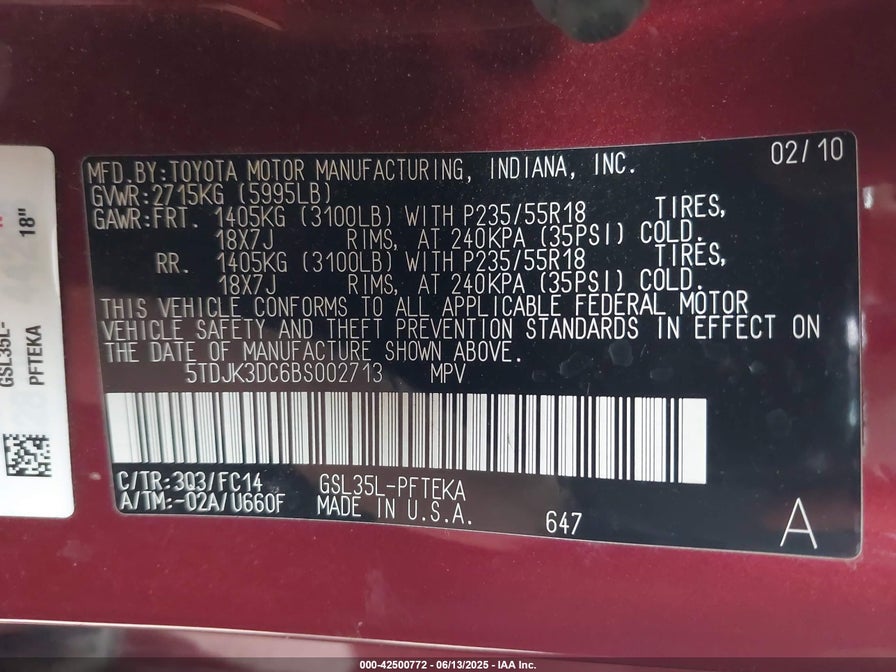 MFD.BY:TOYOTA MOTOR MANUFACTURING, INDIANA, INC. 02/10
GVWR:2715KG (5995LB)
GAWR:FRT. 1405KG (3100LB) WITH P235/55R18 TIRES,
18X7J RIMS, AT 240KPA (35PSI) COLD.
RR. 1405KG (3100LB) WITH P235/55R18 TIRES,
18X7J RIMS, AT 240KPA (35PSI) COLD.
THIS VEHICLE CONFORMS TO ALL APPLICABLE FEDERAL MOTOR
VEHICLE SAFETY AND THEFT PREVENTION STANDARDS IN EFFECT ON
THE DATE OF MANUFACTURE SHOWN ABOVE.
5TDJK3DC6BS002713 MPV
C/TR:3Q3/FC14 GSL35L-PFTEKA
A/TM:-02A/U660F MADE IN U.S.A. 647 A
18"
GSL35L-
PFTEKA
000-42500772 - 06/13/2025 - IAA Inc.